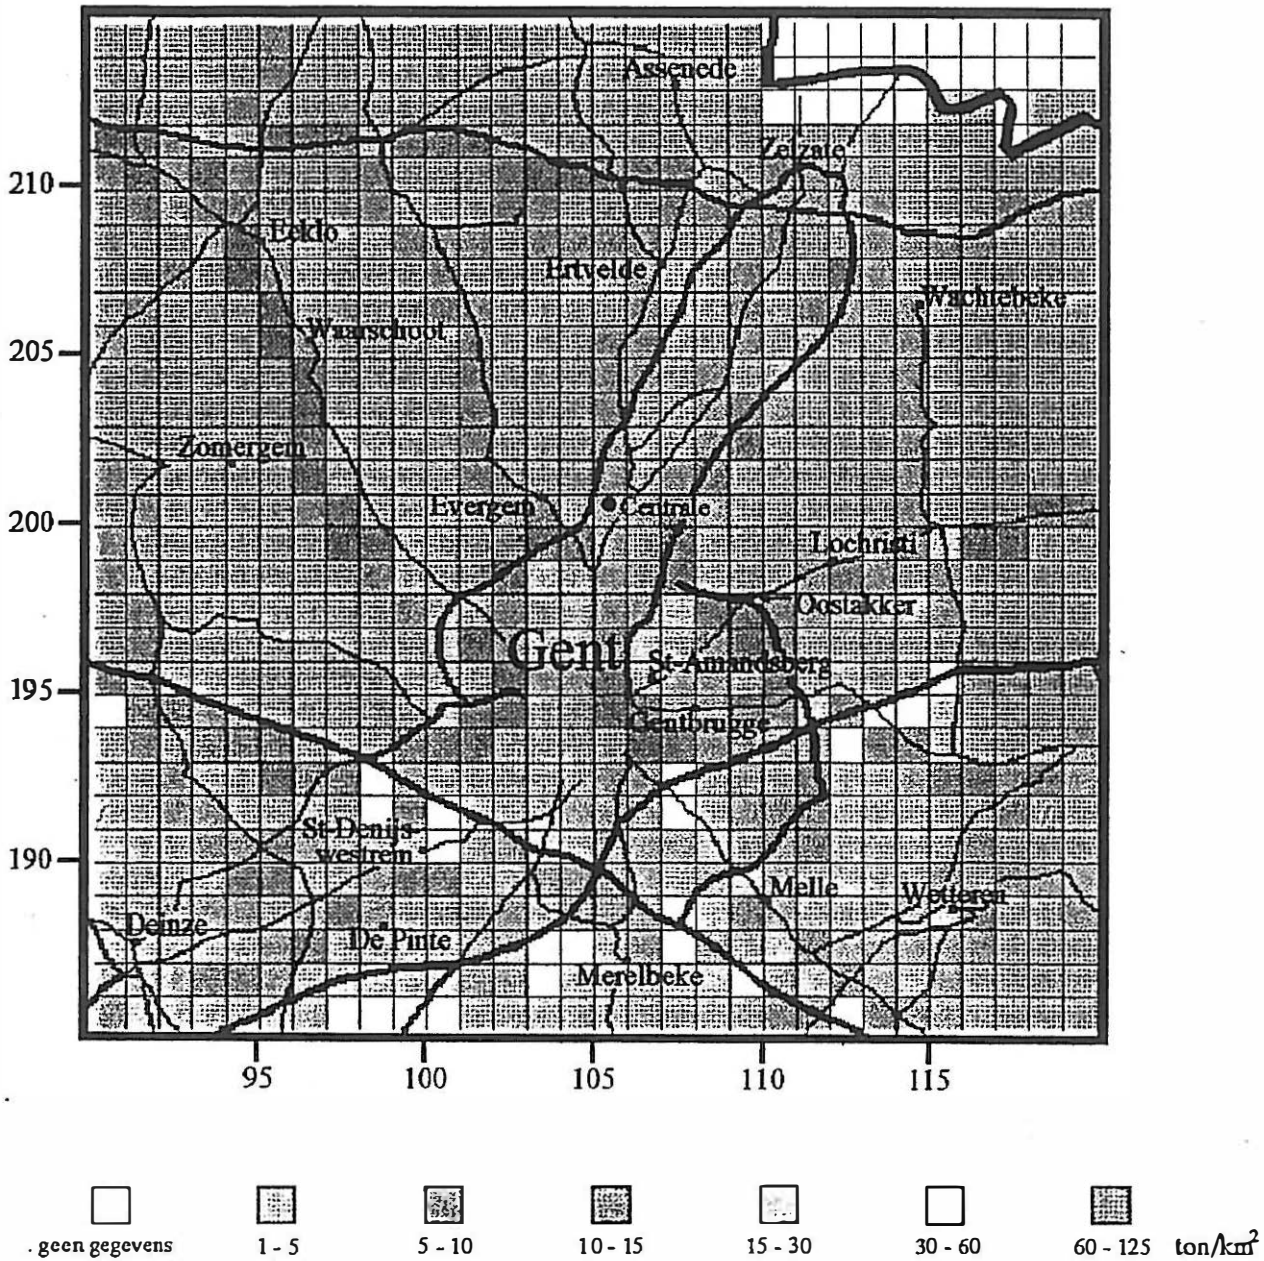 Assenede
Zelzate
210
Eeklo
Ertvelde
Wachtebeke
Waarschoot
205
Zomergem
Evergem
Centrale
200
Lochristi
Oostakker
Gent
St-Amandsberg
195
Gentbrugge
St-Denijs-
westrem
190
Melle
Wetteren
Deinze
De Pinte
Merelbeke
95 100 105 110 115
geen gegevens 1 - 5 5 - 10 10 - 15 15 - 30 30 - 60 60 - 125 ton/km²